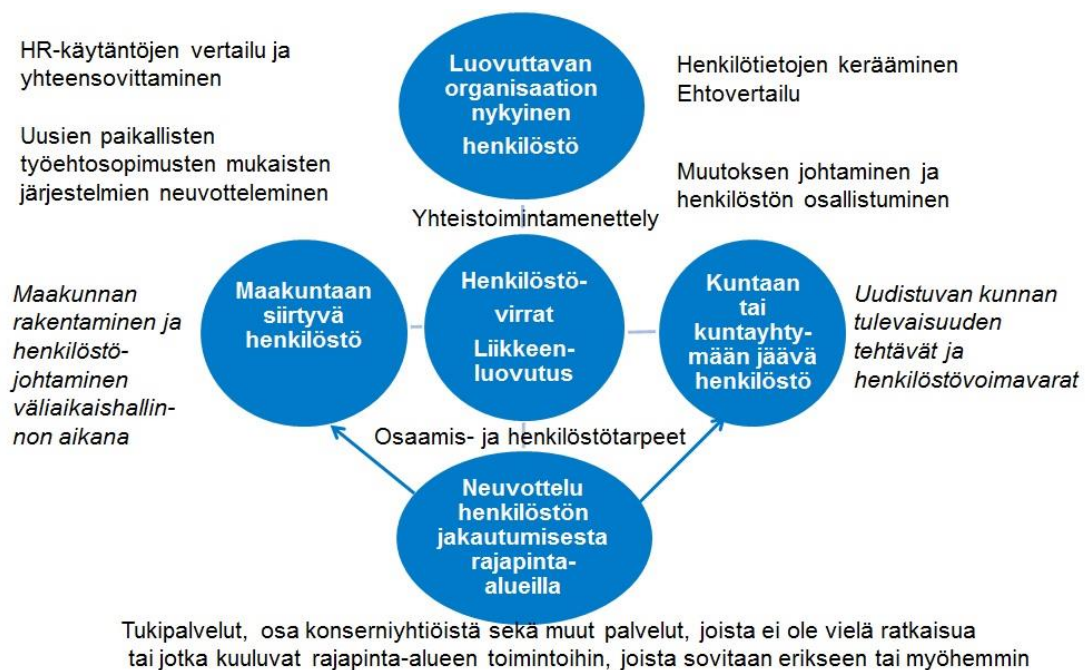 HR-käytäntöjen vertailu ja
yhteensovittaminen
Uusien paikallisten
työehtosopimusten mukaisten
järjestelmien neuvotteleminen
Luovuttavan
organisaation
nykyinen
henkilöstö
Henkilötietojen kerääminen
Ehtovertailu
Muutoksen johtaminen ja
henkilöstön osallistuminen
Yhteistoimintamenettely
Maakunnan
rakentaminen ja
henkilöstö-
johtaminen
väliaikaishallin-
non aikana
Maakuntaan
siirtyvä
henkilöstö
Henkilöstö-
virrat
Liikkeen-
luovutus
Kuntaan
tai
kuntayhty-
mään jäävä
henkilöstö
Uudistuvan kunnan
tulevaisuuden
tehtävät ja
henkilöstövoimavarat
Osaamis- ja henkilöstötarpeet
Neuvottelu
henkilöstön
jakautumisesta
rajapinta-
alueilla
Tukipalvelut, osa konserniyhtiöistä sekä muut palvelut, joista ei ole vielä ratkaisua
tai jotka kuuluvat rajapinta-alueen toimintoihin, joista sovitaan erikseen tai myöhemmin